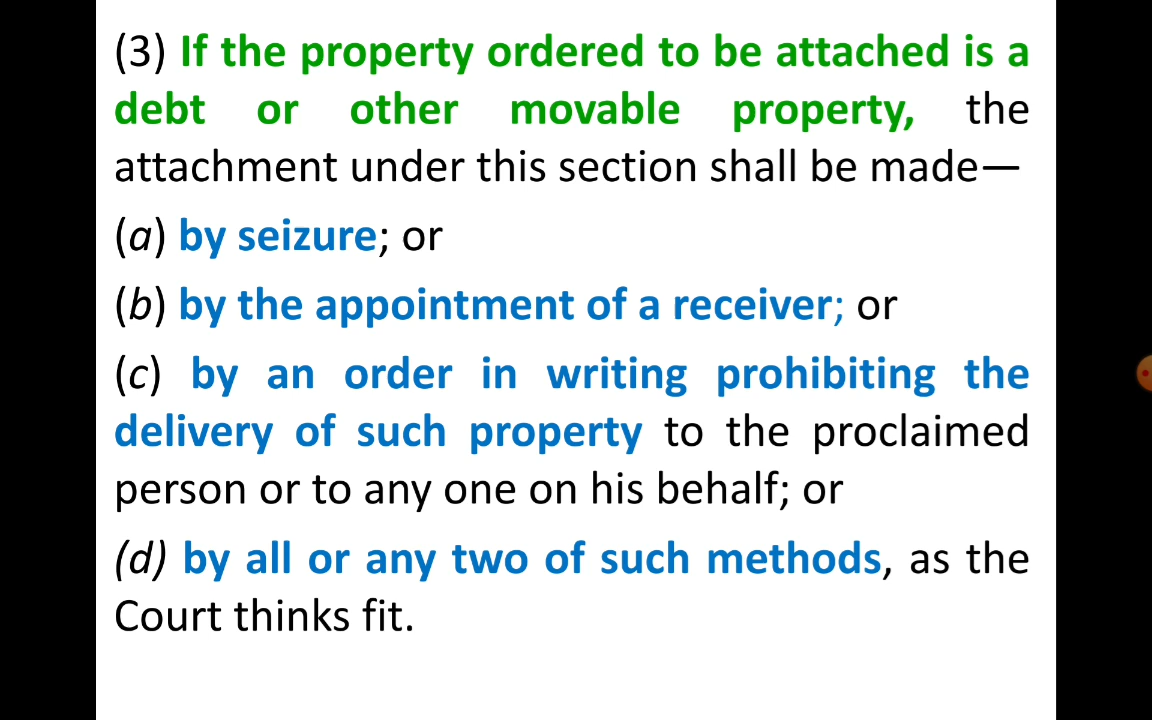 (3) If the property ordered to be attached is a
debt or other movable property, the
attachment under this section shall be made—
(a) by seizure; or
(b) by the appointment of a receiver; or
(c) by an order in writing prohibiting the
delivery of such property to the proclaimed
person or to any one on his behalf; or
(d) by all or any two of such methods, as the
Court thinks fit.